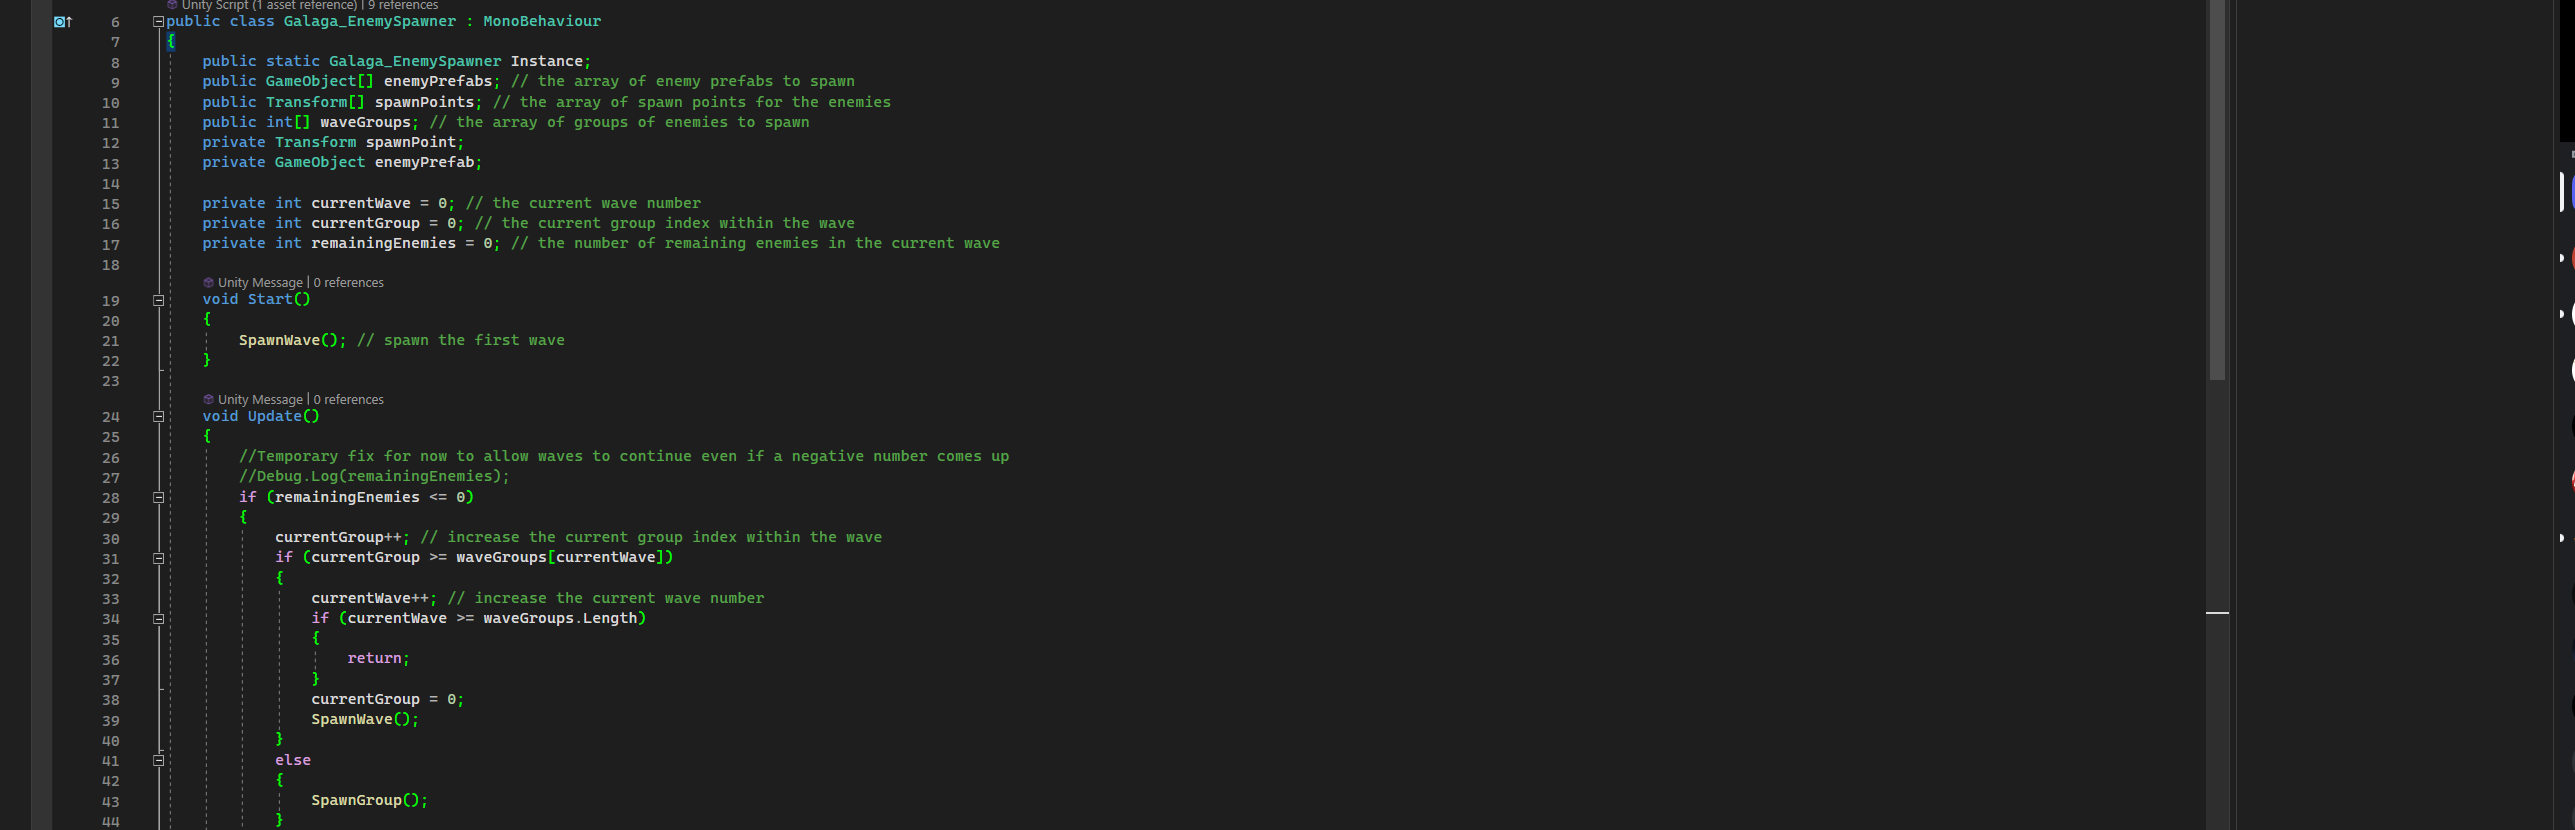 Unity Script (1 asset reference) | 9 references
6 public class Galaga_EnemySpawner : MonoBehaviour
7 {
8 public static Galaga_EnemySpawner Instance;
9 public GameObject[] enemyPrefabs; // the array of enemy prefabs to spawn
10 public Transform[] spawnPoints; // the array of spawn points for the enemies
11 public int[] waveGroups; // the array of groups of enemies to spawn
12 private Transform spawnPoint;
13 private GameObject enemyPrefab;
14
15 private int currentWave = 0; // the current wave number
16 private int currentGroup = 0; // the current group index within the wave
17 private int remainingEnemies = 0; // the number of remaining enemies in the current wave
18
Unity Message | 0 references
19 void Start()
20 {
21 SpawnWave(); // spawn the first wave
22 }
23
Unity Message | 0 references
24 void Update()
25 {
26 //Temporary fix for now to allow waves to continue even if a negative number comes up
27 //Debug.Log(remainingEnemies);
28 if (remainingEnemies <= 0)
29 {
30 currentGroup++; // increase the current group index within the wave
31 if (currentGroup >= waveGroups[currentWave])
32 {
33 currentWave++; // increase the current wave number
34 if (currentWave >= waveGroups.Length)
35 {
36 return;
37 }
38 currentGroup = 0;
39 SpawnWave();
40 }
41 else
42 {
43 SpawnGroup();
44 }